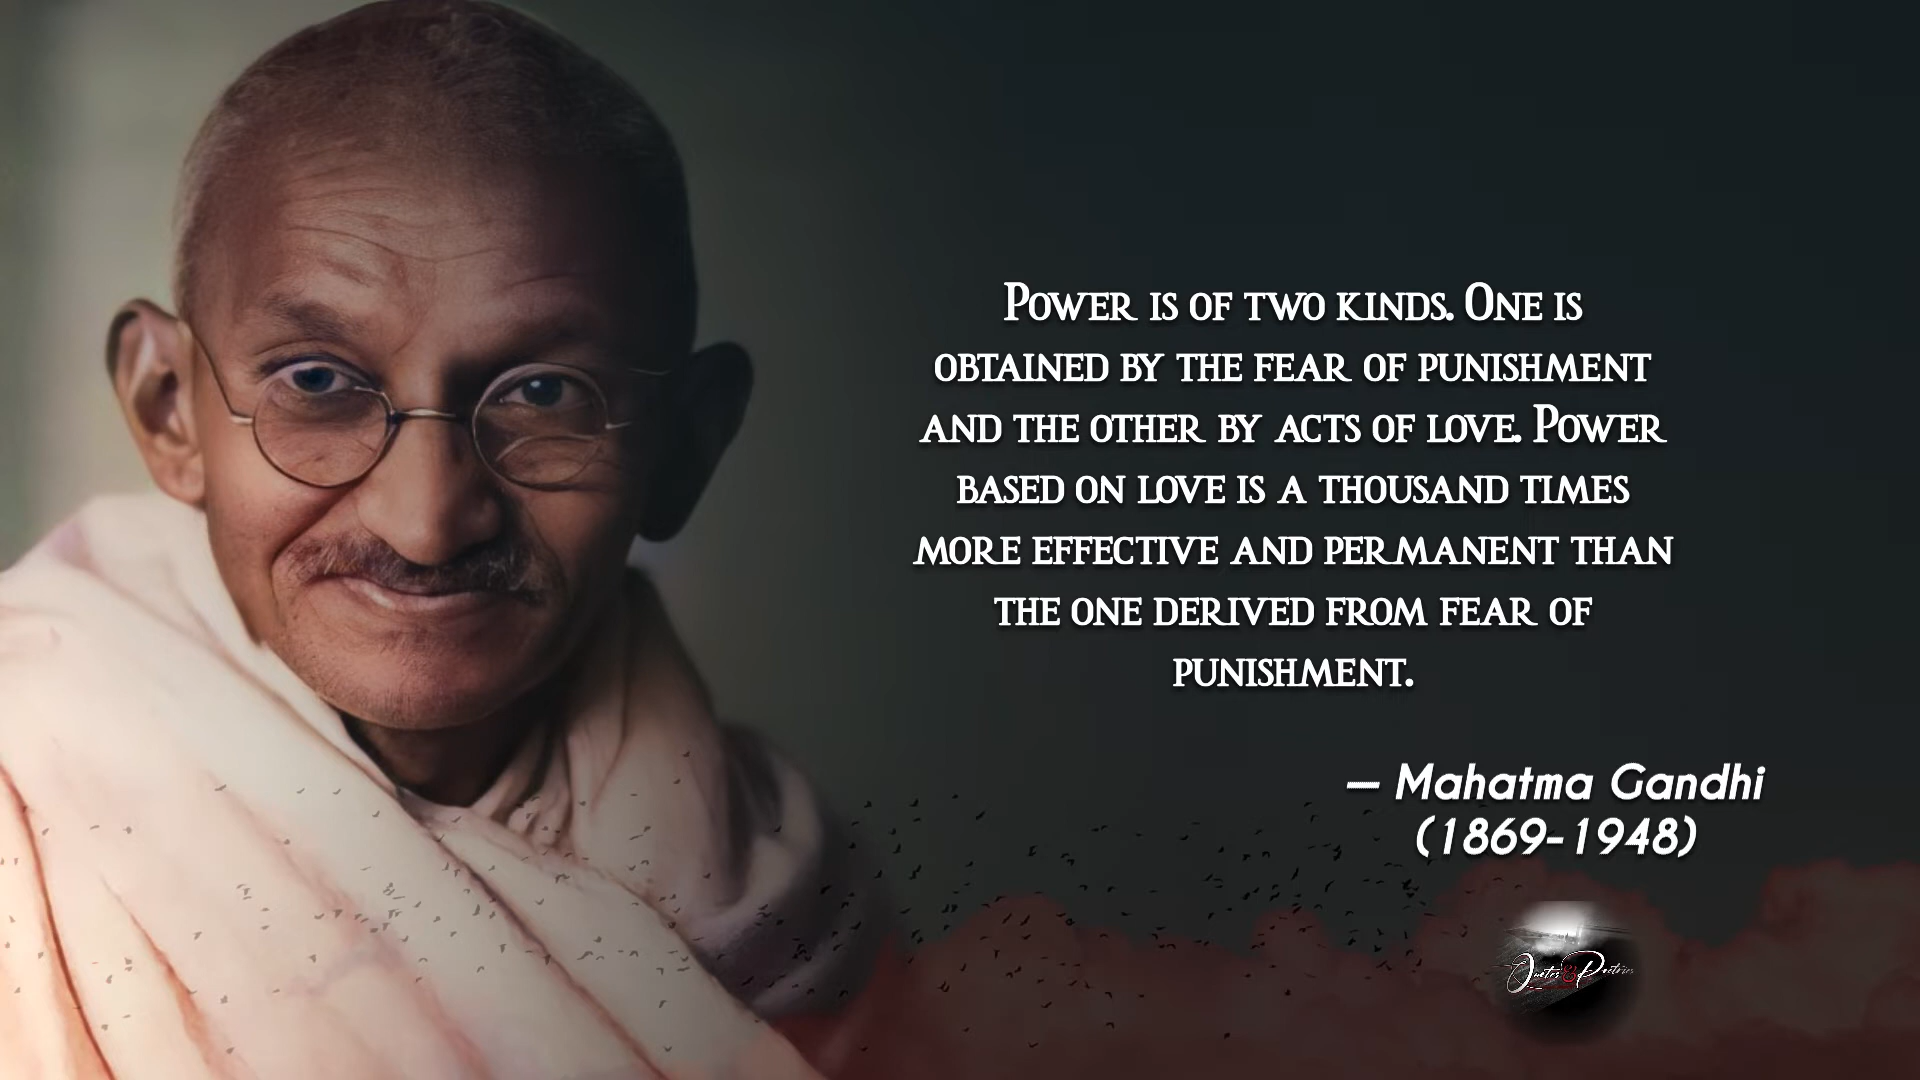 Power is of two kinds. One is
obtained by the fear of punishment
and the other by acts of love. Power
based on love is a thousand times
more effective and permanent than
the one derived from fear of
punishment.
– Mahatma Gandhi
(1869-1948)
Quotes & Poetries